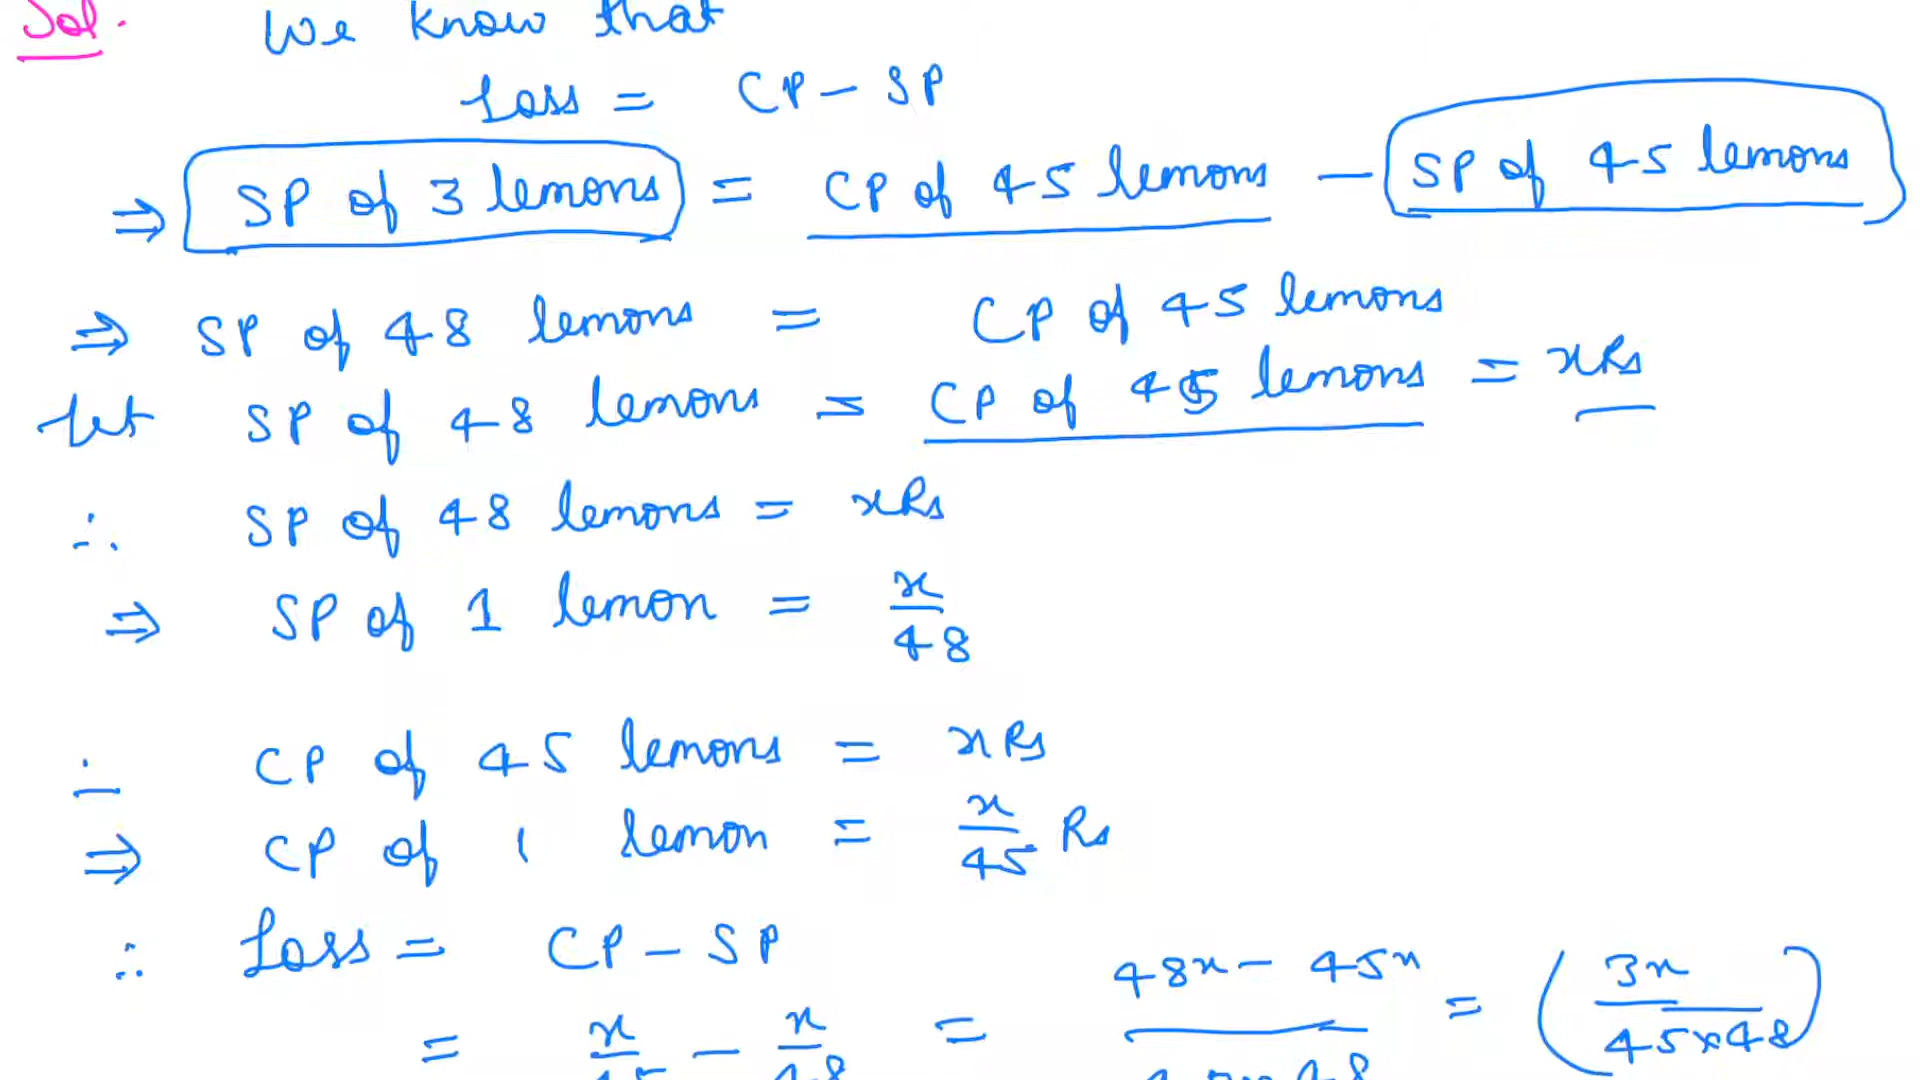 Sol.
We know that
Loss = CP - SP
⇒ SP of 3 lemons = CP of 45 lemons - SP of 45 lemons
⇒ SP of 48 lemons = CP of 45 lemons
Let SP of 48 lemons = CP of 45 lemons = x Rs
∴ SP of 48 lemons = x Rs
⇒ SP of 1 lemon = x/48
∴ CP of 45 lemons = x Rs
⇒ CP of 1 lemon = x/45 Rs
∴ Loss = CP - SP
= x/45 - x/48 = 48x - 45x/45×48 = (3x/45×48)